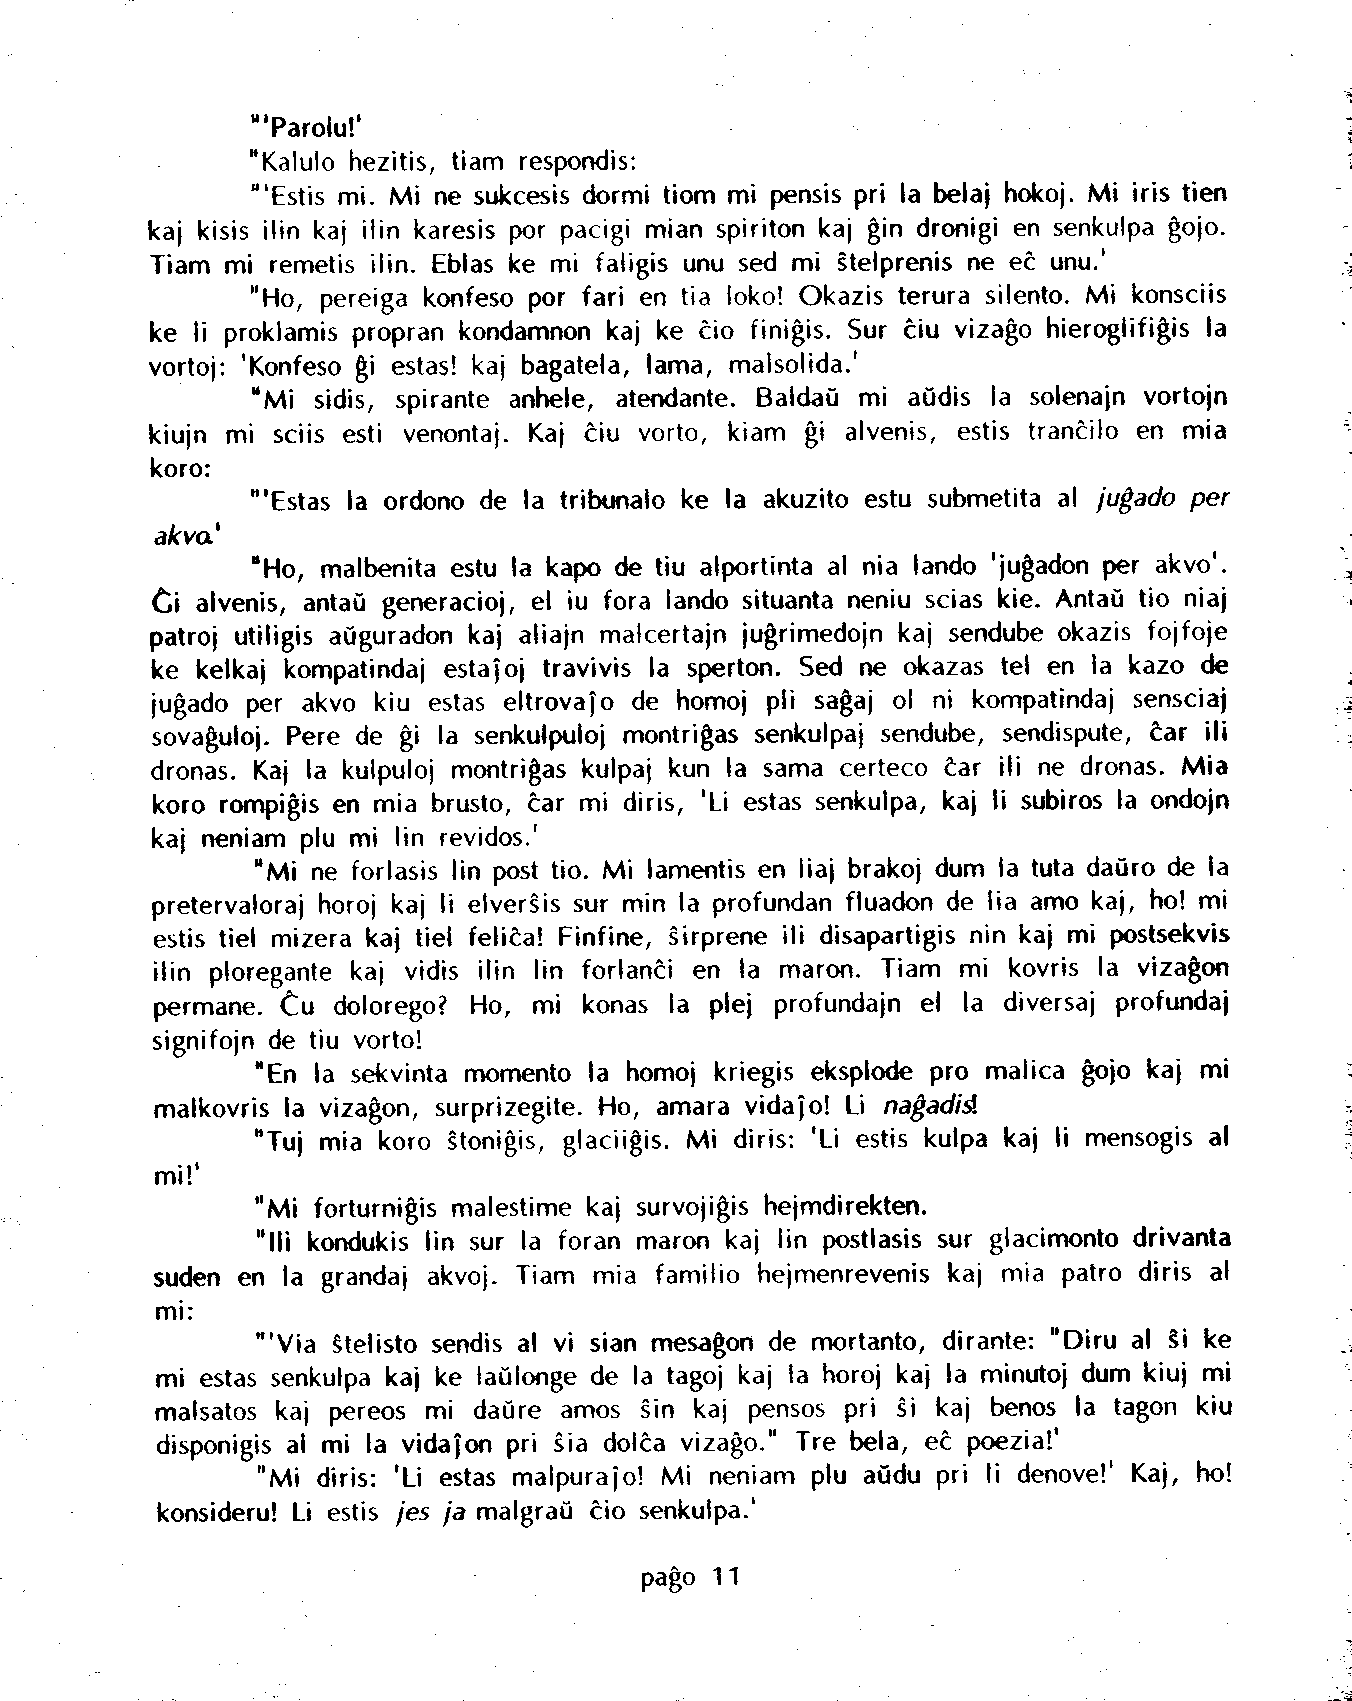 "'Parolu!'
"Kalulo hezitis, tiam respondis:
"'Estis mi. Mi ne sukcesis dormi tiom mi pensis pri la belaj hokoj. Mi iris tien
kaj kisis ilin kaj ilin karesis por pacigi mian spiriton kaj ĝin dronigi en senkulpa ĝojo.
Tiam mi remetis ilin. Eblas ke mi faligis unu sed mi ŝtelprenis ne eĉ unu.'
"Ho, pereiga konfeso por fari en tia loko! Okazis terura silento. Mi konsciis
ke li proklamis propran kondamnon kaj ke ĉio finiĝis. Sur ĉiu vizaĝo hieroglifiĝis la
vortoj: 'Konfeso ĝi estas! kaj bagatela, lama, malsolida.'
"Mi sidis, spirante anhele, atendante. Baldaŭ mi aŭdis la solenajn vortojn
kiujn mi sciis esti venontaj. Kaj ĉiu vorto, kiam ĝi alvenis, estis tranĉilo en mia
koro:
"'Estas la ordono de la tribunalo ke la akuzito estu submetita al juĝado per
akvo.'
"Ho, malbenita estu la kapo de tiu alportinta al nia lando 'juĝadon per akvo'.
Ĝi alvenis, antaŭ generacioj, el iu fora lando situanta neniu scias kie. Antaŭ tio niaj
patroj utiligis aŭguradon kaj aliajn malcertajn juĝrimedojn kaj sendube okazis fojfoje
ke kelkaj kompatindaj estaĵoj travivis la sperton. Sed ne okazas tel en la kazo de
juĝado per akvo kiu estas eltrovaĵo de homoj pli saĝaj ol ni kompatindaj sensciaj
sovaĝuloj. Pere de ĝi la senkulpuloj montriĝas senkulpaj sendube, sendispute, ĉar ili
dronas. Kaj la kulpuloj montriĝas kulpaj kun la sama certeco ĉar ili ne dronas. Mia
koro rompiĝis en mia brusto, ĉar mi diris, 'Li estas senkulpa, kaj li subiros la ondojn
kaj neniam plu mi lin revidos.'
"Mi ne forlasis lin post tio. Mi lamentis en liaj brakoj dum la tuta daŭro de la
pretervaloraj horoj kaj li elverŝis sur min la profundan fluadon de lia amo kaj, ho! mi
estis tiel mizera kaj tiel feliĉa! Finfine, ŝirprene ili disapartigis nin kaj mi postsekvis
ilin ploregante kaj vidis ilin lin forlanĉi en la maron. Tiam mi kovris la vizaĝon
permane. Ĉu dolorego? Ho, mi konas la plej profundajn el la diversaj profundaj
signifojn de tiu vorto!
"En la sekvinta momento la homoj kriegis eksplode pro malica ĝojo kaj mi
malkovris la vizaĝon, surprizegite. Ho, amara vidaĵo! Li naĝadis!
"Tuj mia koro ŝtoniĝis, glaciiĝis. Mi diris: 'Li estis kulpa kaj li mensogis al
mi!'
"Mi forturniĝis malestime kaj survojiĝis hejmdirekten.
"Ili kondukis lin sur la foran maron kaj lin postlasis sur glacimonto drivanta
suden en la grandaj akvoj. Tiam mia familio hejmenrevenis kaj mia patro diris al
mi:
"'Via ŝtelisto sendis al vi sian mesaĝon de mortanto, dirante: "Diru al ŝi ke
mi estas senkulpa kaj ke laŭlonge de la tagoj kaj la horoj kaj la minutoj dum kiuj mi
malsatos kaj pereos mi daŭre amos ŝin kaj pensos pri ŝi kaj benos la tagon kiu
disponigis al mi la vidaĵon pri ŝia dolĉa vizaĝo." Tre bela, eĉ poezia!'
"Mi diris: 'Li estas malpuraĵo! Mi neniam plu aŭdu pri li denove!' Kaj, ho!
konsideru! Li estis jes ja malgraŭ ĉio senkulpa.'
paĝo 11